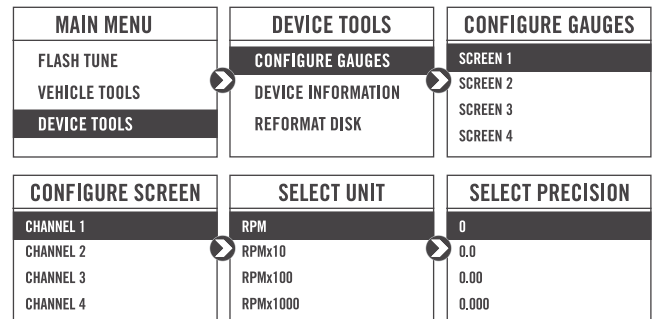 MAIN MENU
FLASH TUNE
VEHICLE TOOLS
DEVICE TOOLS
DEVICE TOOLS
CONFIGURE GAUGES
DEVICE INFORMATION
REFORMAT DISK
CONFIGURE GAUGES
SCREEN 1
SCREEN 2
SCREEN 3
SCREEN 4
CONFIGURE SCREEN
CHANNEL 1
CHANNEL 2
CHANNEL 3
CHANNEL 4
SELECT UNIT
RPM
RPMx10
RPMx100
RPMx1000
SELECT PRECISION
0
0.0
0.00
0.000